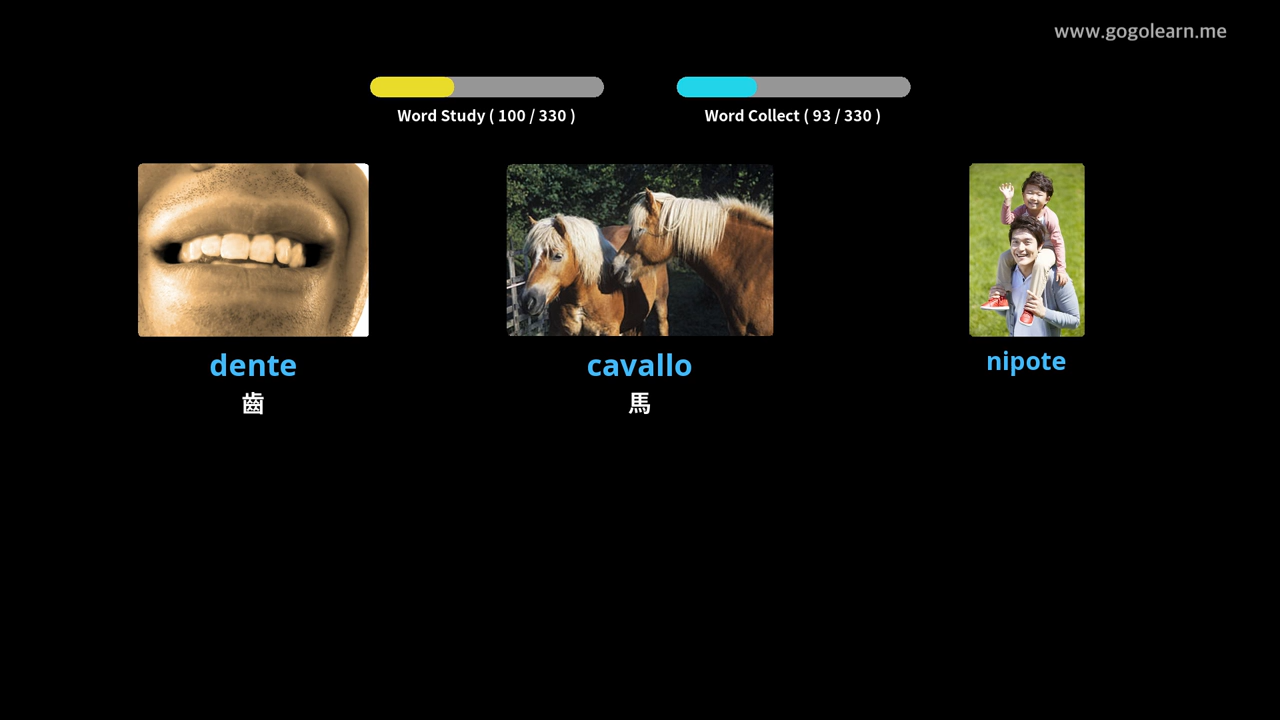 www.gogolearn.me
Word Study ( 100 / 330 )
Word Collect ( 93 / 330 )
dente
cavallo
nipote
齒
馬